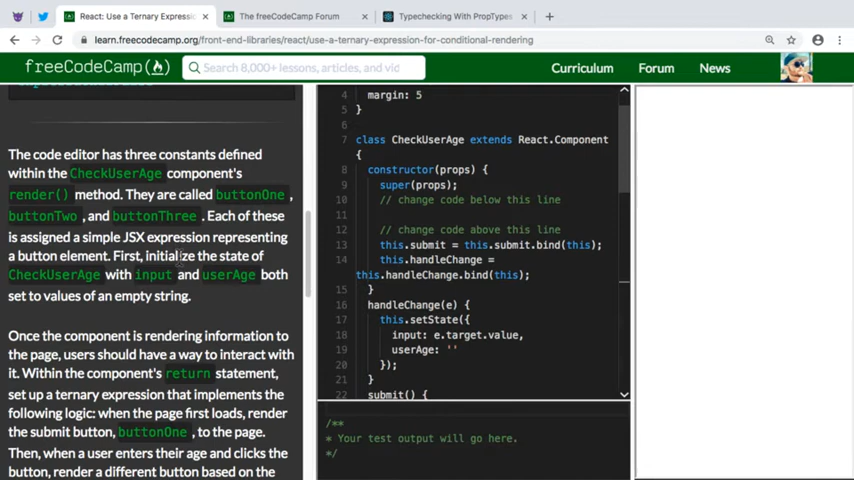 React: Use a Ternary Expressi
The freeCodeCamp Forum
Typechecking With PropTypes
learn.freecodecamp.org/front-end-libraries/react/use-a-ternary-expression-for-conditional-rendering
freeCodeCamp
Search 8,000+ lessons, articles, and vid
Curriculum
Forum
News
The code editor has three constants defined
within the CheckUserAge component's
render() method. They are called buttonOne ,
buttonTwo , and buttonThree . Each of these
is assigned a simple JSX expression representing
a button element. First, initialize the state of
CheckUserAge with input and userAge both
set to values of an empty string.
Once the component is rendering information to
the page, users should have a way to interact with
it. Within the component's return statement,
set up a ternary expression that implements the
following logic: when the page first loads, render
the submit button, buttonOne , to the page.
Then, when a user enters their age and clicks the
button, render a different button based on the
4 margin: 5
5 }
6
7 class CheckUserAge extends React.Component
{
8 constructor(props) {
9 super(props);
10 // change code below this line
11
12 // change code above this line
13 this.submit = this.submit.bind(this);
14 this.handleChange =
this.handleChange.bind(this);
15 }
16 handleChange(e) {
17 this.setState({
18 input: e.target.value,
19 userAge: ''
20 });
21 }
22 submit() {
/**
* Your test output will go here.
*/